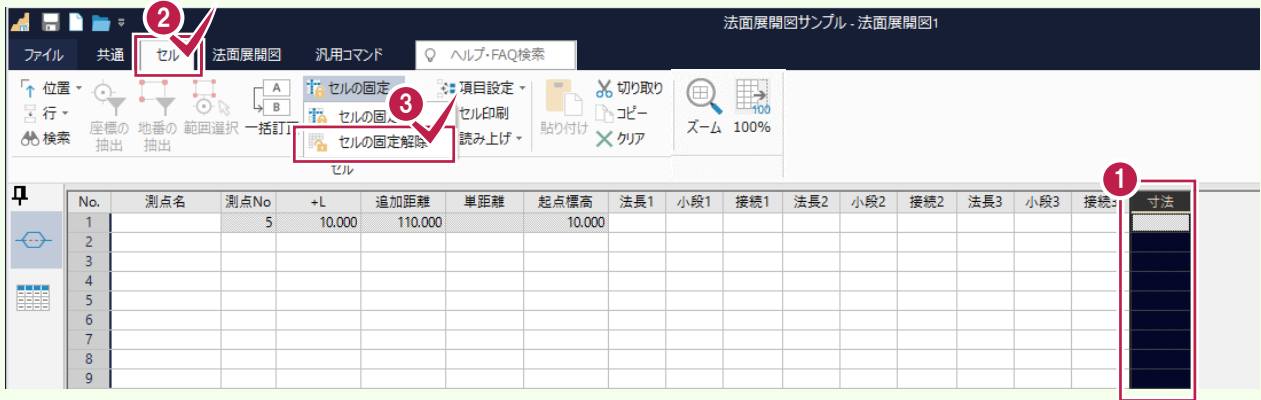 法面展開図サンプル - 法面展開図1
2
ファイル 共通 セル 法面展開図 汎用コマンド ヘルプ・FAQ検索
位置 座標の抽出 地番の抽出 範囲選択 A B 一括訂正 セルの固定 項目設定 貼り付け 切り取り ズーム 100 100%
行 セルの固定 3 セル印刷 コピー
検索 セルの固定解除 読み上げ クリア
セル
1
No. 測点名 測点No +L 追加距離 単距離 起点標高 法長1 小段1 接続1 法長2 小段2 接続2 法長3 小段3 接続3 寸法
1 5 10.000 110.000 10.000
2
3
4
5
6
7
8
9